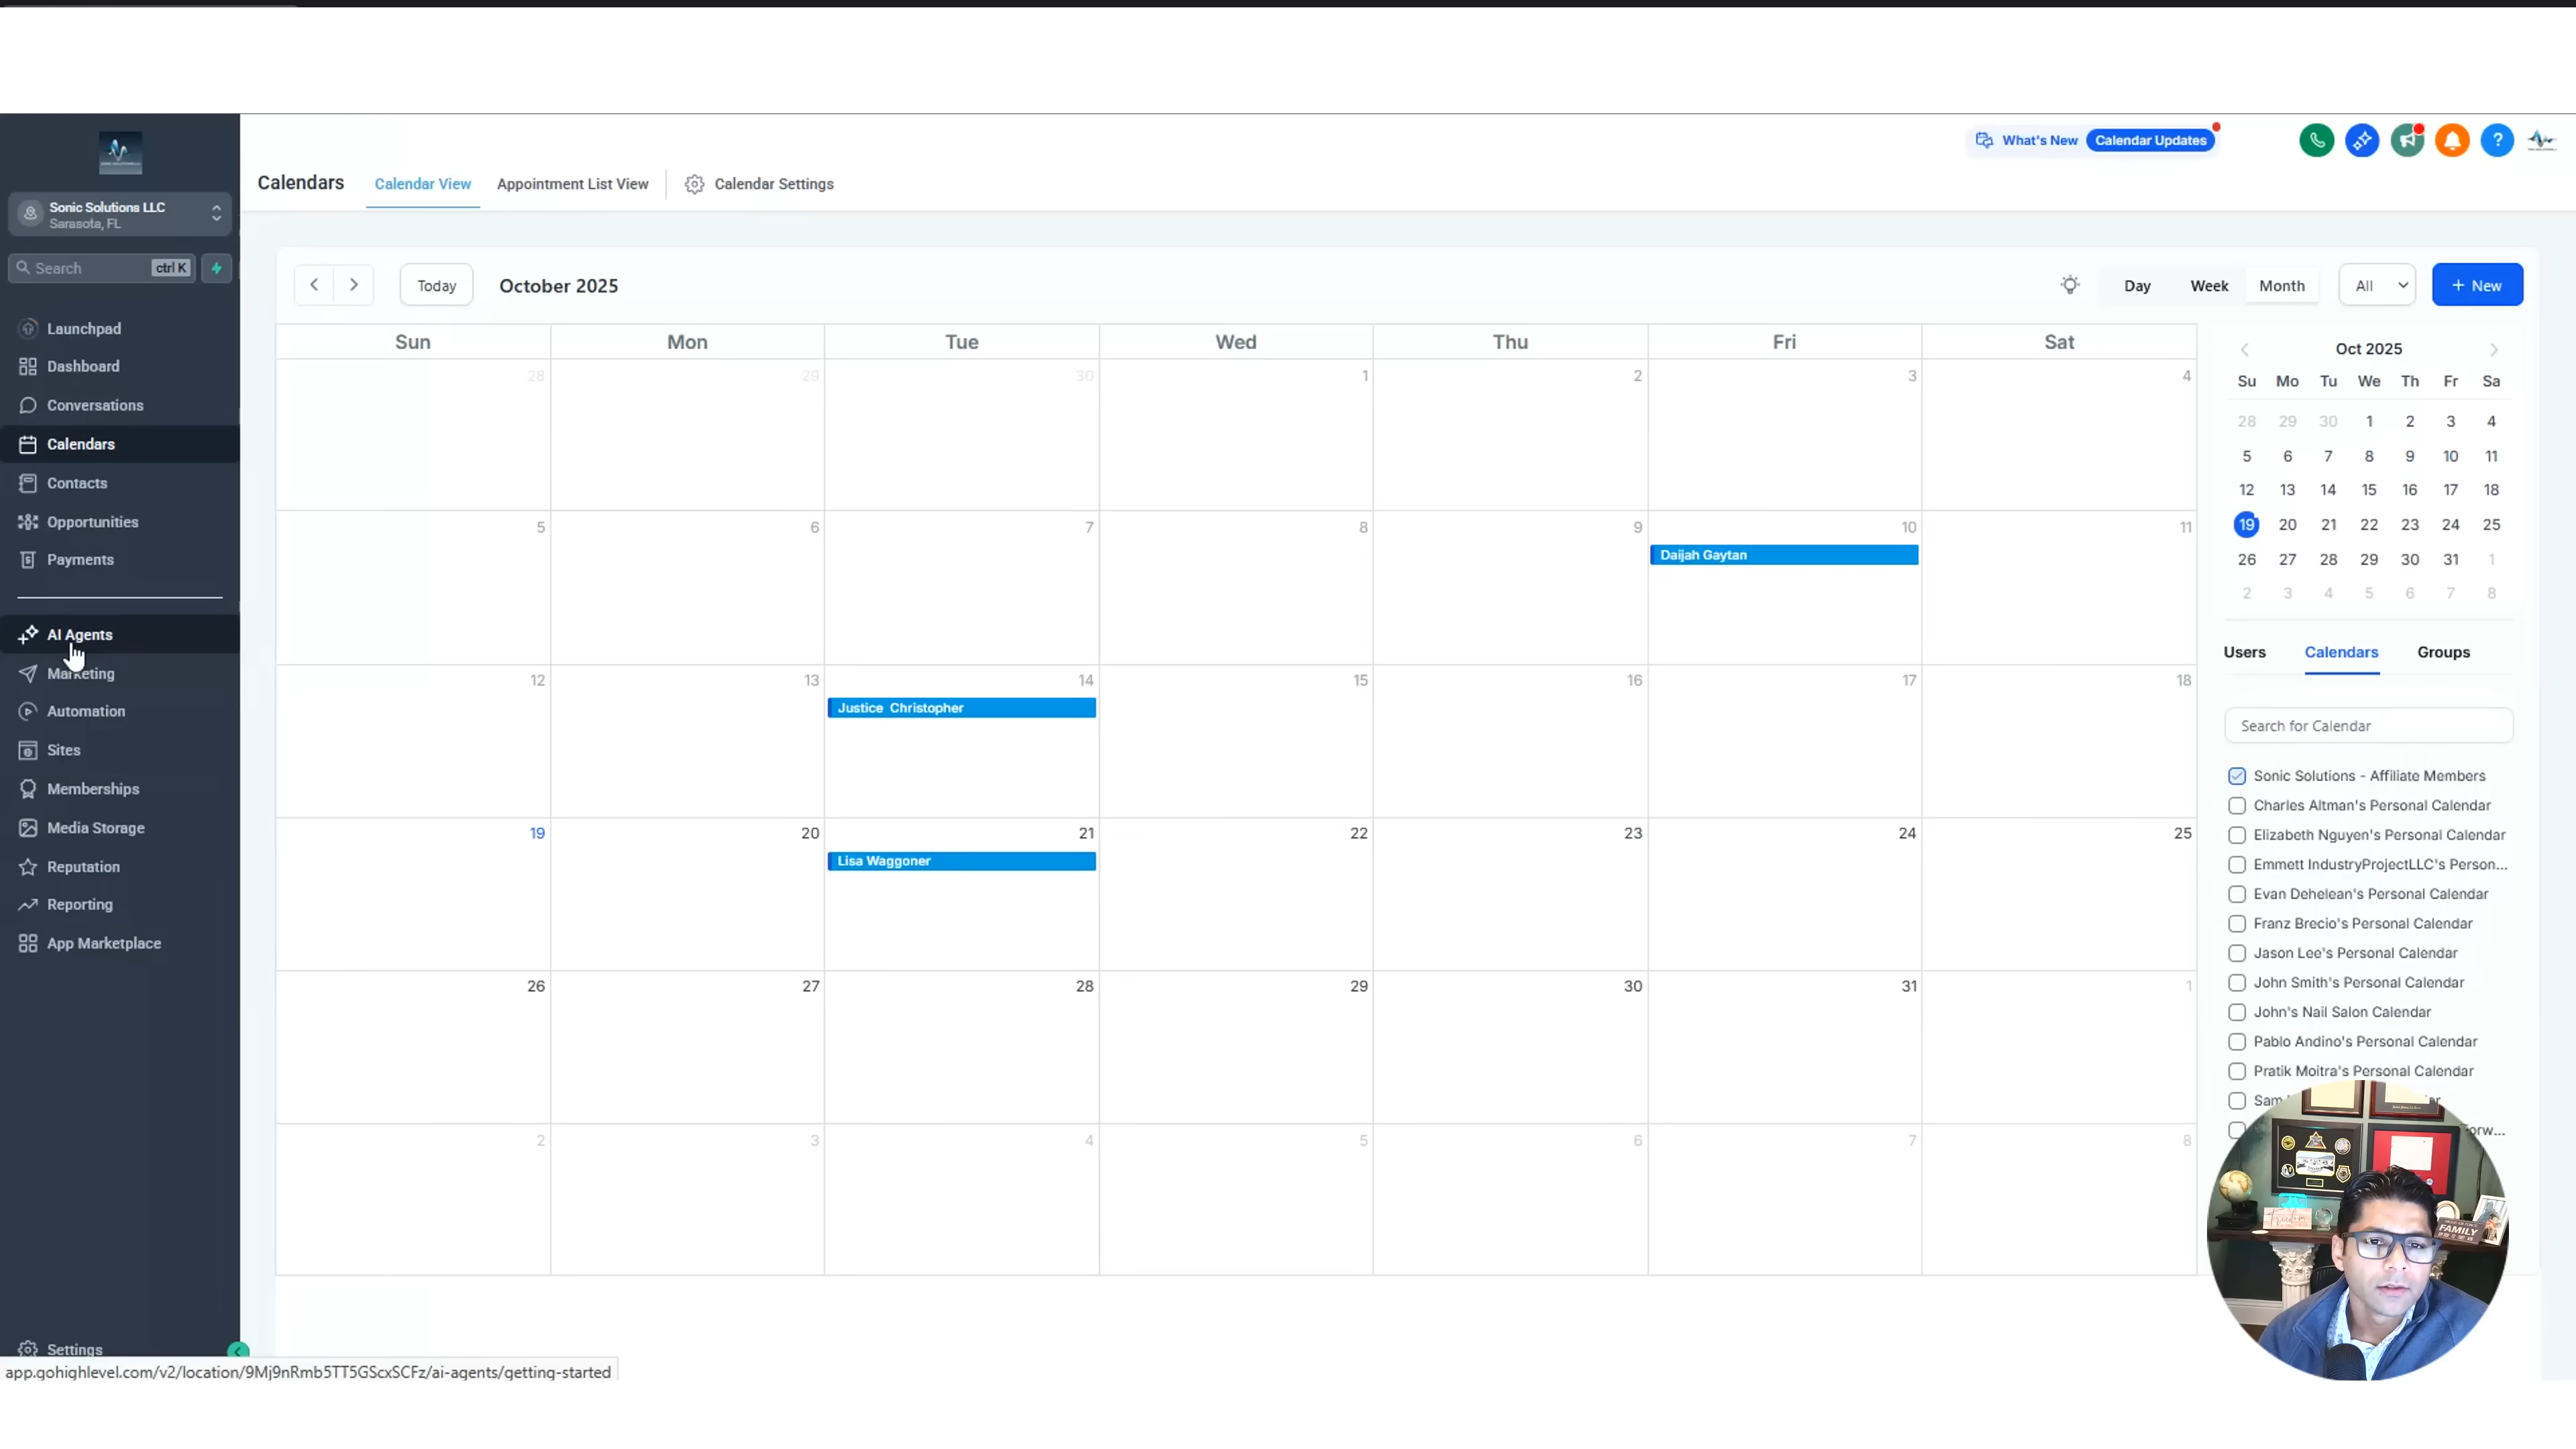 Sonic Solutions LLC
Sarasota, FL
Search ctrl K
Launchpad
Dashboard
Conversations
Calendars
Contacts
Opportunities
Payments
AI Agents
Marketing
Automation
Sites
Memberships
Media Storage
Reputation
Reporting
App Marketplace
Settings
app.gohighlevel.com/v2/location/9Mj9nRmb5TT5GScxSCFz/ai-agents/getting-started
What's New Calendar Updates ?
Calendars Calendar View Appointment List View Calendar Settings
Today October 2025 Day Week Month All + New
Sun Mon Tue Wed Thu Fri Sat
28 29 30 1 2 3 4
5 6 7 8 9 10 11
Daijah Gaytan
12 13 14 15 16 17 18
Justice Christopher
19 20 21 22 23 24 25
Lisa Waggoner
26 27 28 29 30 31 1
2 3 4 5 6 7 8
Oct 2025
Su Mo Tu We Th Fr Sa
28 29 30 1 2 3 4
5 6 7 8 9 10 11
12 13 14 15 16 17 18
19 20 21 22 23 24 25
26 27 28 29 30 31 1
2 3 4 5 6 7 8
Users Calendars Groups
Search for Calendar
Sonic Solutions - Affiliate Members
Charles Altman's Personal Calendar
Elizabeth Nguyen's Personal Calendar
Emmett IndustryProjectLLC's Person...
Evan Dehelean's Personal Calendar
Franz Brecio's Personal Calendar
Jason Lee's Personal Calendar
John Smith's Personal Calendar
John's Nail Salon Calendar
Pablo Andino's Personal Calendar
Pratik Moitra's Personal Calendar
Sam
Freedom
FAMILY